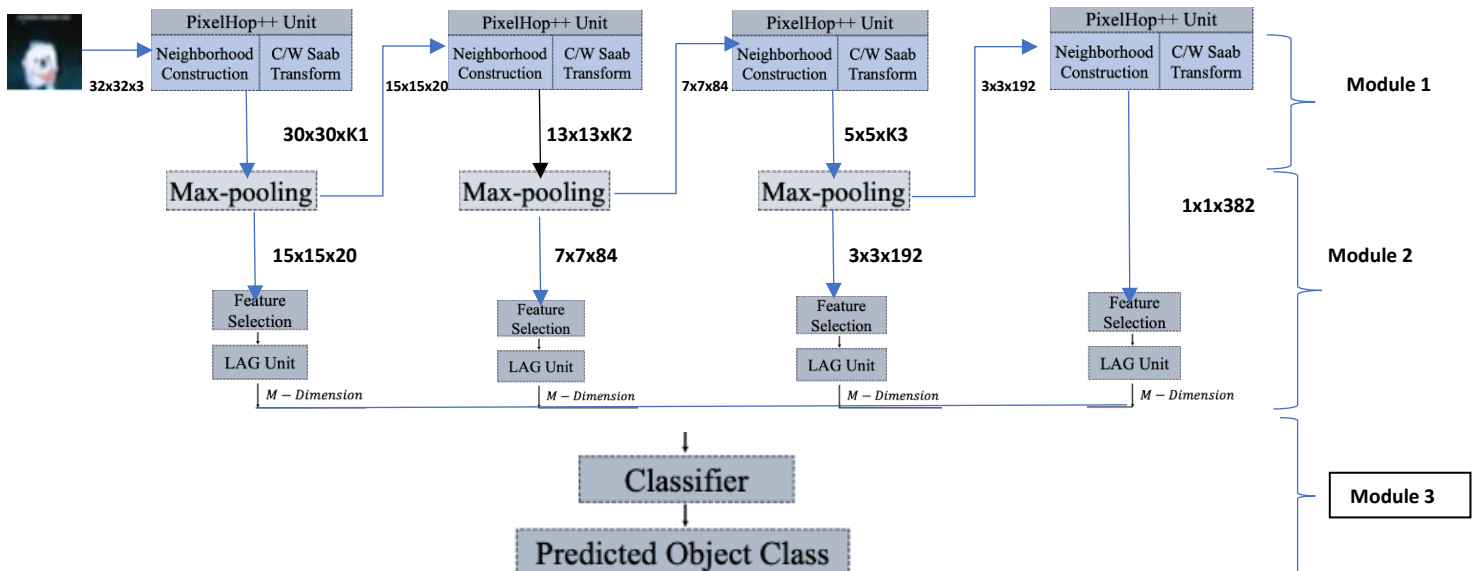 PixelHop++ Unit
Neighborhood Construction
C/W Saab Transform
PixelHop++ Unit
Neighborhood Construction
C/W Saab Transform
PixelHop++ Unit
Neighborhood Construction
C/W Saab Transform
PixelHop++ Unit
Neighborhood Construction
C/W Saab Transform
32x32x3
15x15x20
7x7x84
3x3x192
Module 1
30x30xK1
13x13xK2
5x5xK3
Max-pooling
Max-pooling
Max-pooling
1x1x382
15x15x20
7x7x84
3x3x192
Module 2
Feature Selection
Feature Selection
Feature Selection
Feature Selection
LAG Unit
LAG Unit
LAG Unit
LAG Unit
M − Dimension
M − Dimension
M − Dimension
M − Dimension
Classifier
Module 3
Predicted Object Class